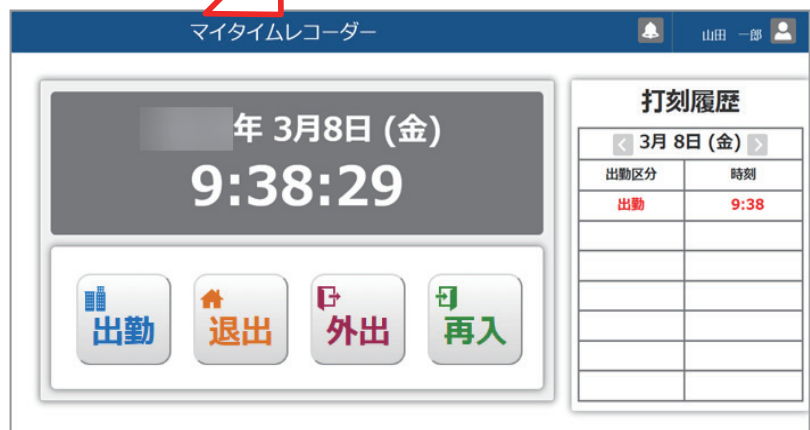 マイタイムレコーダー
山田 一郎
年 3月8日 (金)
9:38:29
出勤
退出
外出
再入
打刻履歴
3月 8日 (金)
出勤区分 時刻
出勤 9:38